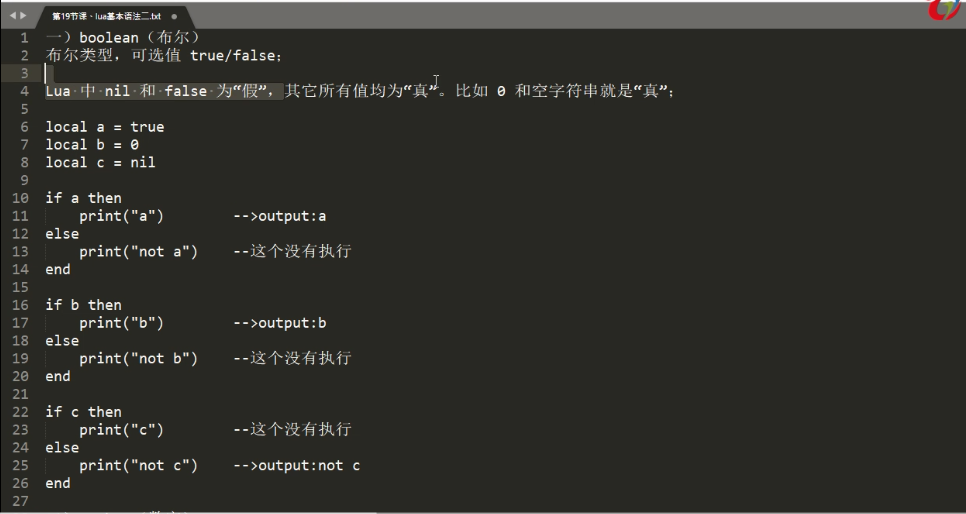 第19节课、lua基本语法二.txt
1 一）boolean（布尔）
2 布尔类型，可选值 true/false;
3
4 Lua 中 nil 和 false 为“假”，其它所有值均为“真”。比如 0 和空字符串就是“真”;
5
6 local a = true
7 local b = 0
8 local c = nil
9
10 if a then
11 print("a") -->output:a
12 else
13 print("not a") --这个没有执行
14 end
15
16 if b then
17 print("b") -->output:b
18 else
19 print("not b") --这个没有执行
20 end
21
22 if c then
23 print("c") --这个没有执行
24 else
25 print("not c") -->output:not c
26 end
27